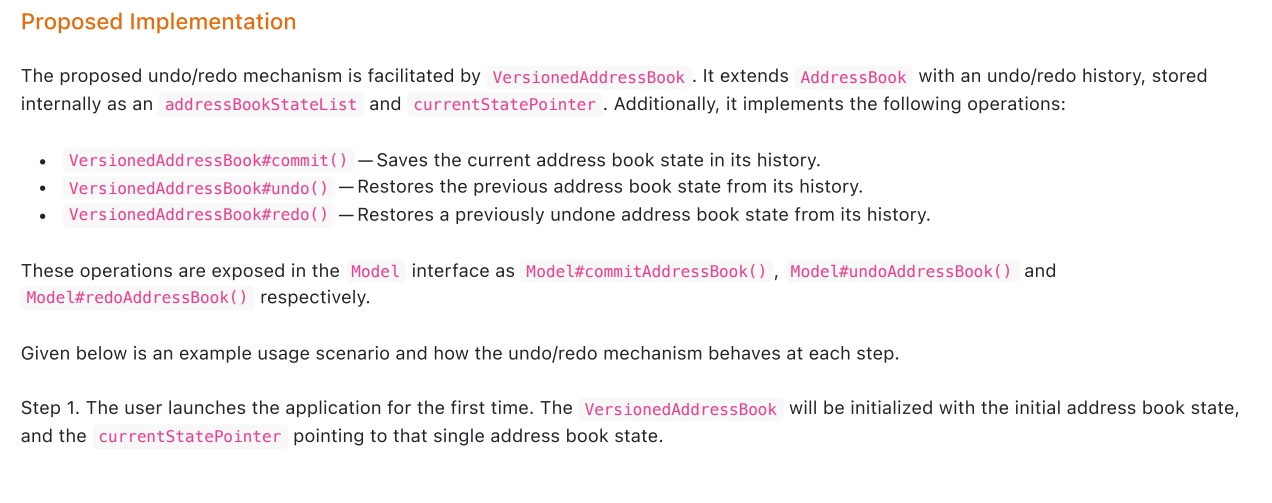 Proposed Implementation
The proposed undo/redo mechanism is facilitated by VersionedAddressBook. It extends AddressBook with an undo/redo history, stored
internally as an addressBookStateList and currentStatePointer. Additionally, it implements the following operations:
• VersionedAddressBook#commit() — Saves the current address book state in its history.
• VersionedAddressBook#undo() — Restores the previous address book state from its history.
• VersionedAddressBook#redo() — Restores a previously undone address book state from its history.
These operations are exposed in the Model interface as Model#commitAddressBook(), Model#undoAddressBook() and
Model#redoAddressBook() respectively.
Given below is an example usage scenario and how the undo/redo mechanism behaves at each step.
Step 1. The user launches the application for the first time. The VersionedAddressBook will be initialized with the initial address book state,
and the currentStatePointer pointing to that single address book state.